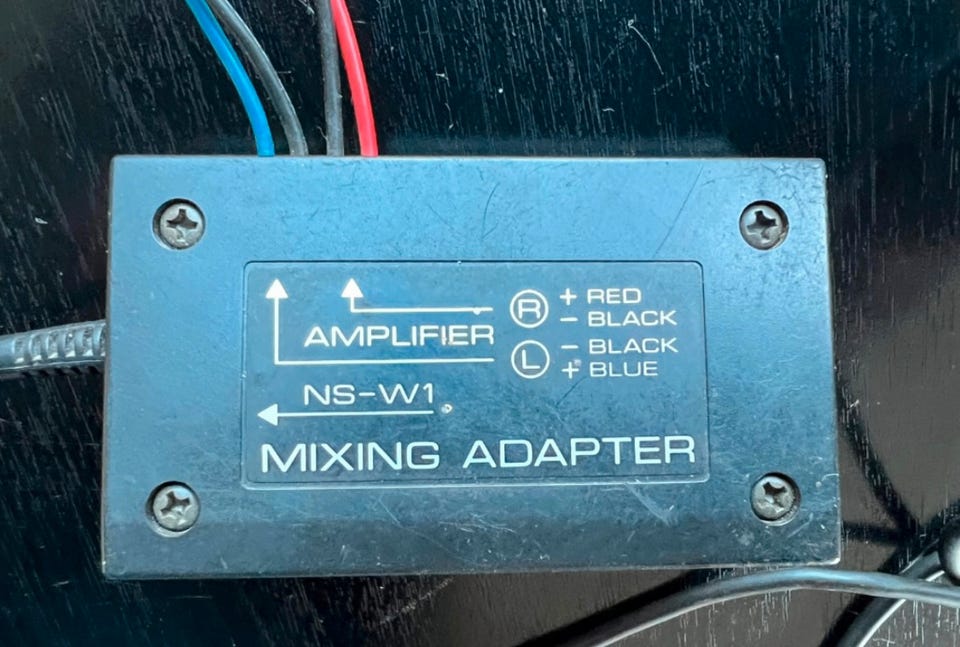 Ⓡ + RED
− BLACK
AMPLIFIER
Ⓛ − BLACK
+ BLUE
NS-W1
MIXING ADAPTER